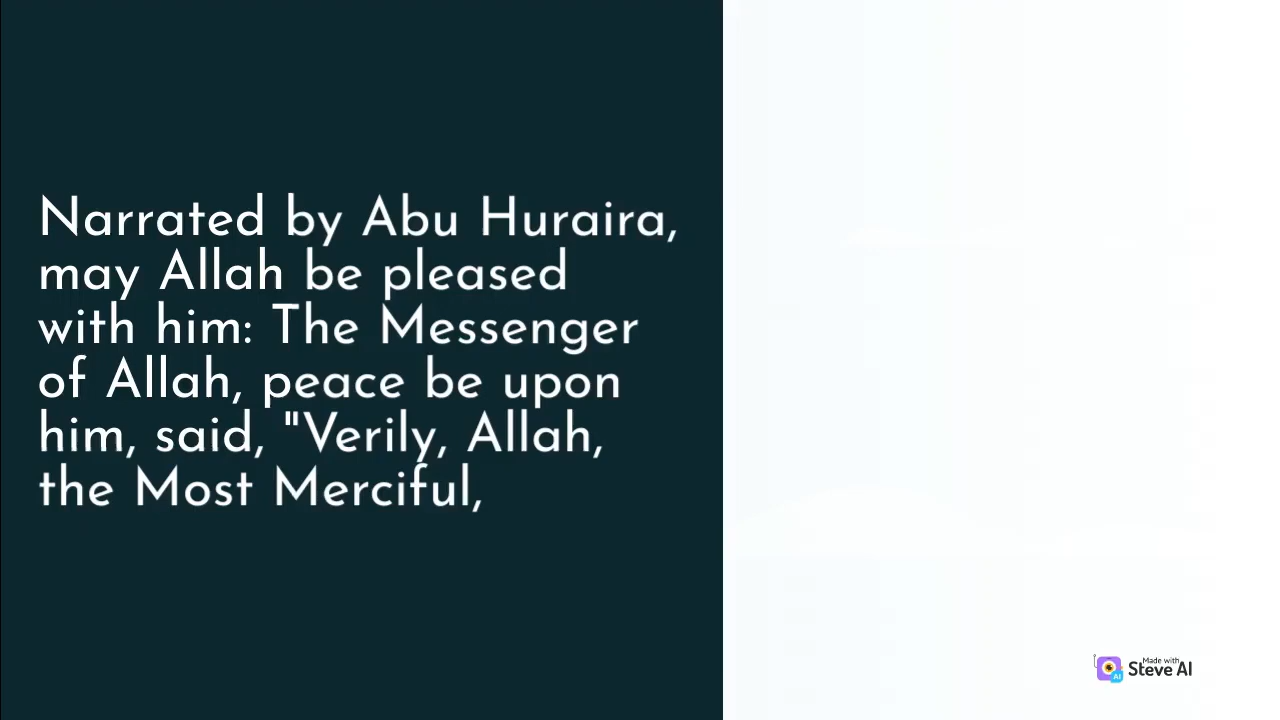 Narrated by Abu Huraira,
may Allah be pleased
with him: The Messenger
of Allah, peace be upon
him, said, "Verily, Allah,
the Most Merciful,
Made with
Steve AI
AI